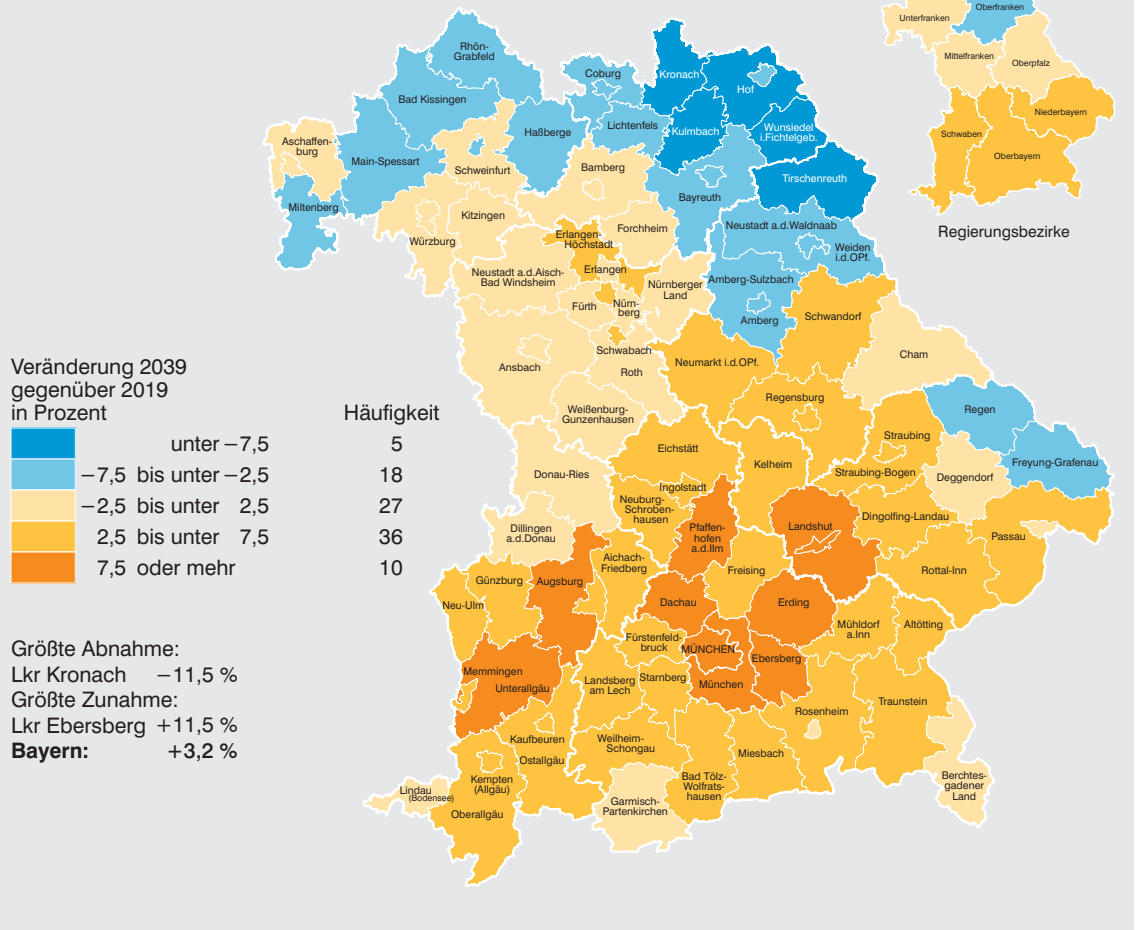 Oberfranken
Unterfranken
Mittelfranken
Oberpfalz
Niederbayern
Schwaben
Oberbayern
Regierungsbezirke
Rhön-
Grabfeld
Coburg
Kronach
Hof
Bad Kissingen
Lichtenfels
Kulmbach
Wunsiedel
i.Fichtelgeb.
Haßberge
Aschaffen-
burg
Main-Spessart
Schweinfurt
Bamberg
Tirschenreuth
Bayreuth
Miltenberg
Kitzingen
Würzburg
Forchheim
Erlangen-
Höchstadt
Neustadt a.d.Waldnaab
Weiden
i.d.OPf.
Erlangen
Neustadt a.d.Aisch-
Bad Windsheim
Nürnberger
Land
Amberg-Sulzbach
Fürth
Nürn-
berg
Amberg
Schwandorf
Schwabach
Roth
Ansbach
Neumarkt i.d.OPf.
Cham
Regensburg
Weißenburg-
Gunzenhausen
Regen
Eichstätt
Straubing
Kelheim
Freyung-Grafenau
Donau-Ries
Straubing-Bogen
Deggendorf
Ingolstadt
Neuburg-
Schroben-
hausen
Dingolfing-Landau
Pfaffen-
hofen
a.d.Ilm
Landshut
Dillingen
a.d.Donau
Passau
Aichach-
Friedberg
Freising
Rottal-Inn
Günzburg
Augsburg
Neu-Ulm
Dachau
Erding
Mühldorf
a.Inn
Altötting
Fürstenfeld-
bruck
MÜNCHEN
Ebersberg
Memmingen
Unterallgäu
Landsberg
am Lech
Starnberg
München
Traunstein
Rosenheim
Kaufbeuren
Ostallgäu
Weilheim-
Schongau
Miesbach
Kempten
(Allgäu)
Bad Tölz-
Wolfrats-
hausen
Berchtes-
gadener
Land
Lindau
(Bodensee)
Oberallgäu
Garmisch-
Partenkirchen
Veränderung 2039
gegenüber 2019
in Prozent Häufigkeit
unter −7,5 5
−7,5 bis unter −2,5 18
−2,5 bis unter 2,5 27
2,5 bis unter 7,5 36
7,5 oder mehr 10
Größte Abnahme:
Lkr Kronach −11,5 %
Größte Zunahme:
Lkr Ebersberg +11,5 %
Bayern: +3,2 %